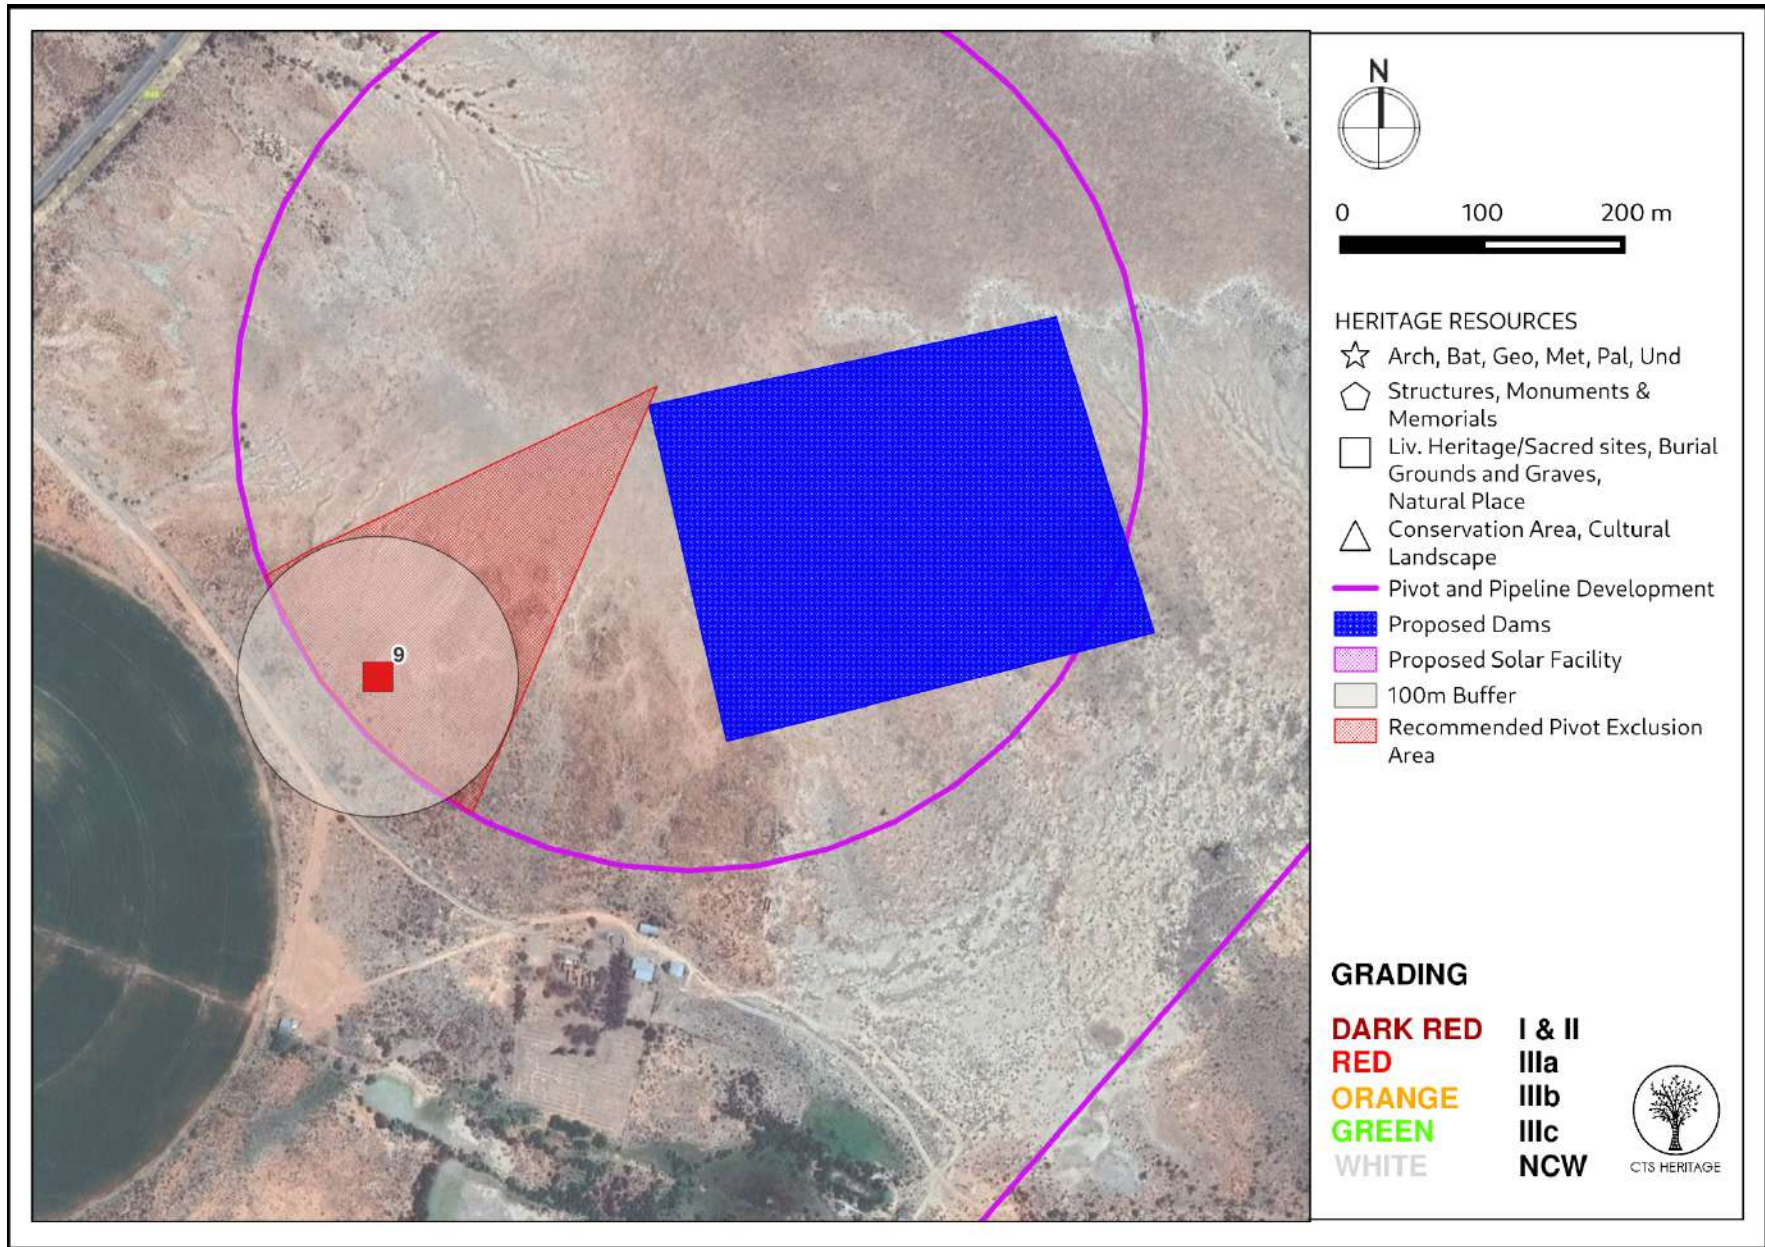 N
0 100 200 m
HERITAGE RESOURCES
Arch, Bat, Geo, Met, Pal, Und
Structures, Monuments &
Memorials
Liv. Heritage/Sacred sites, Burial
Grounds and Graves,
Natural Place
Conservation Area, Cultural
Landscape
Pivot and Pipeline Development
Proposed Dams
Proposed Solar Facility
100m Buffer
Recommended Pivot Exclusion
Area
9
GRADING
DARK RED I & II
RED IIIa
ORANGE IIIb
GREEN IIIc
WHITE NCW
CTS HERITAGE